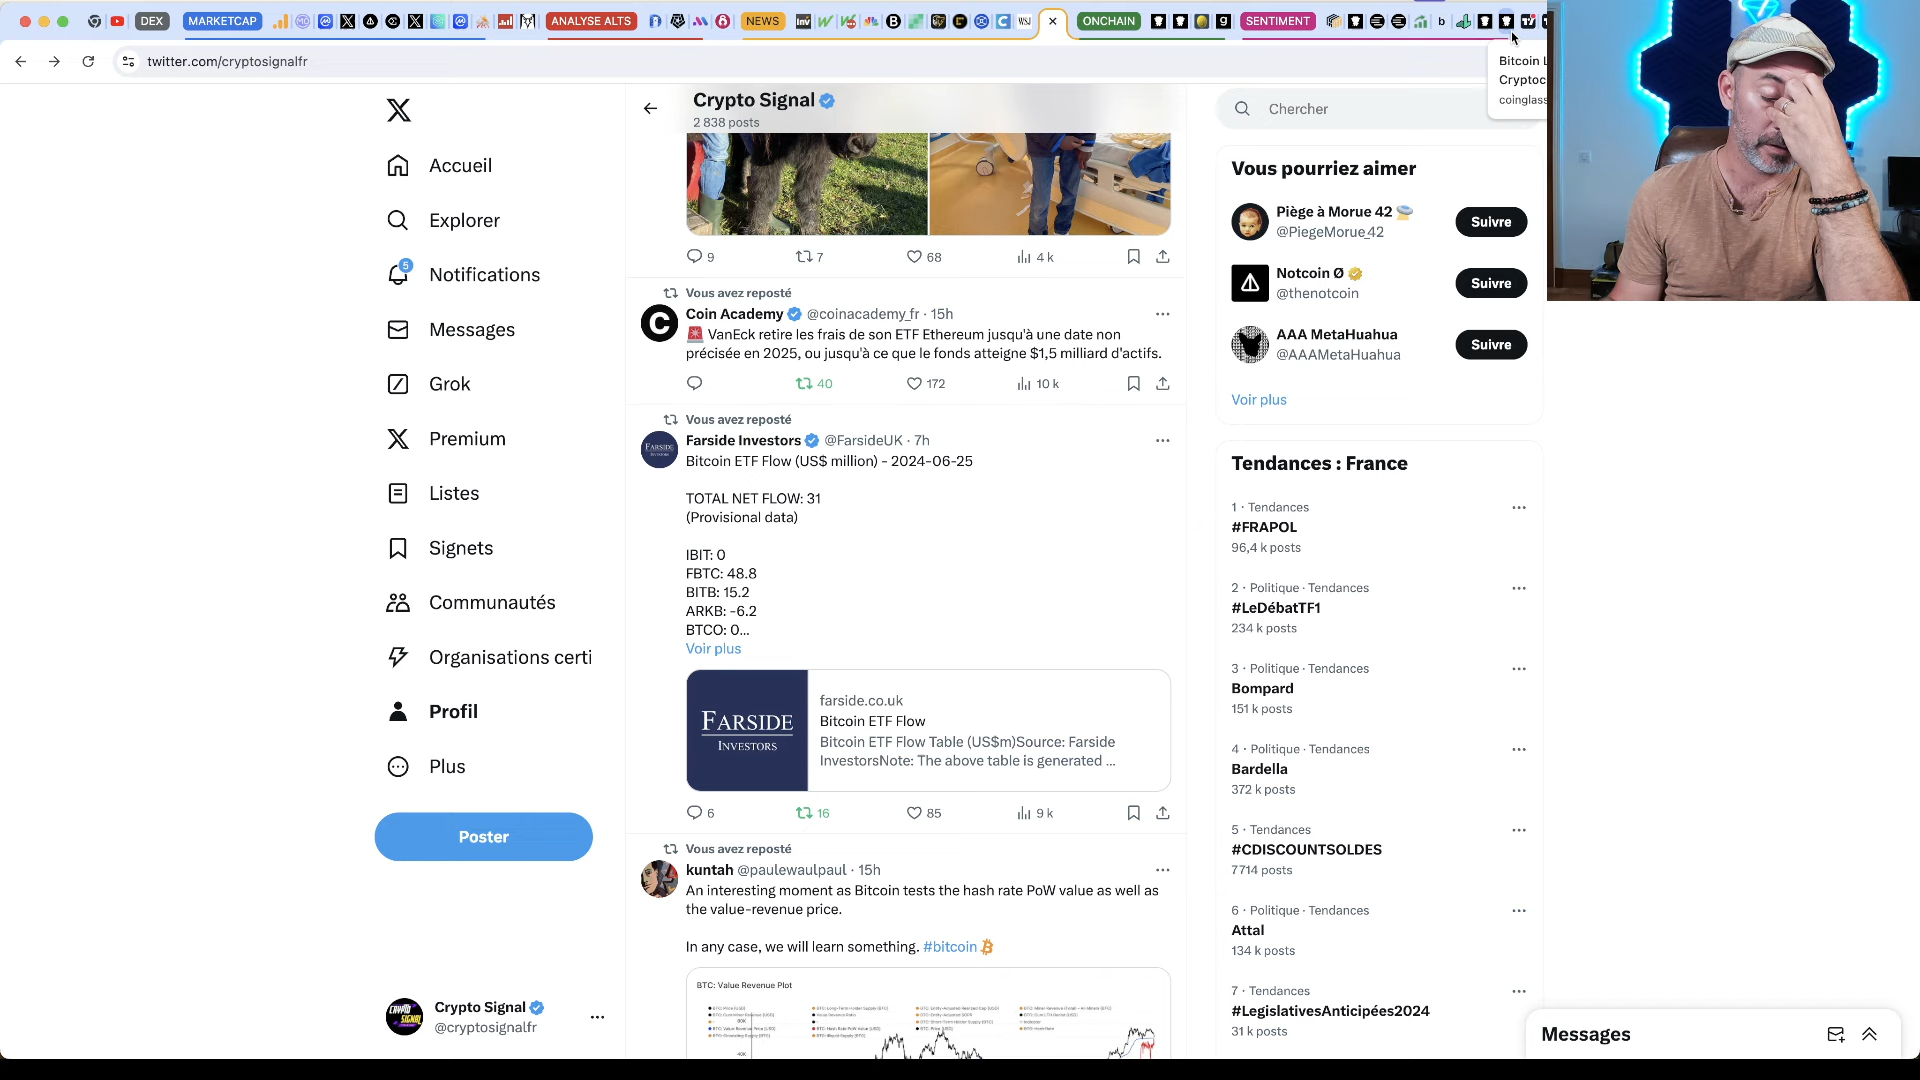 DEX
MARKETCAP
ANALYSE ALTS
NEWS
WSJ
ONCHAIN
SENTIMENT
twitter.com/cryptosignalfr
Bitcoin L
Cryptoc
coinglass
Crypto Signal
2 838 posts
Accueil
Explorer
5
Notifications
Messages
Grok
Premium
Listes
Signets
Communautés
Organisations certi
Profil
Plus
Poster
Crypto Signal
@cryptosignalfr
9
7
68
4 k
Vous avez reposté
Coin Academy @coinacademy_fr · 15h
VanEck retire les frais de son ETF Ethereum jusqu'à une date non
précisée en 2025, ou jusqu'à ce que le fonds atteigne $1,5 milliard d'actifs.
40
172
10 k
Vous avez reposté
Farside Investors @FarsideUK · 7h
Bitcoin ETF Flow (US$ million) - 2024-06-25
TOTAL NET FLOW: 31
(Provisional data)
IBIT: 0
FBTC: 48.8
BITB: 15.2
ARKB: -6.2
BTCO: 0...
Voir plus
FARSIDE
INVESTORS
farside.co.uk
Bitcoin ETF Flow
Bitcoin ETF Flow Table (US$m)Source: Farside
InvestorsNote: The above table is generated ...
6
16
85
9 k
Vous avez reposté
kuntah @paulewaulpaul · 15h
An interesting moment as Bitcoin tests the hash rate PoW value as well as
the value-revenue price.
In any case, we will learn something. #bitcoin
BTC: Value Revenue Plot
Chercher
Vous pourriez aimer
Piège à Morue 42
@PiegeMorue_42
Suivre
Notcoin Ø
@thenotcoin
Suivre
AAA MetaHuahua
@AAAMetaHuahua
Suivre
Voir plus
Tendances : France
1 · Tendances
#FRAPOL
96,4 k posts
2 · Politique · Tendances
#LeDébatTF1
234 k posts
3 · Politique · Tendances
Bompard
151 k posts
4 · Politique · Tendances
Bardella
372 k posts
5 · Tendances
#CDISCOUNTSOLDES
7 714 posts
6 · Politique · Tendances
Attal
134 k posts
7 · Tendances
#LegislativesAnticipées2024
31 k posts
Messages